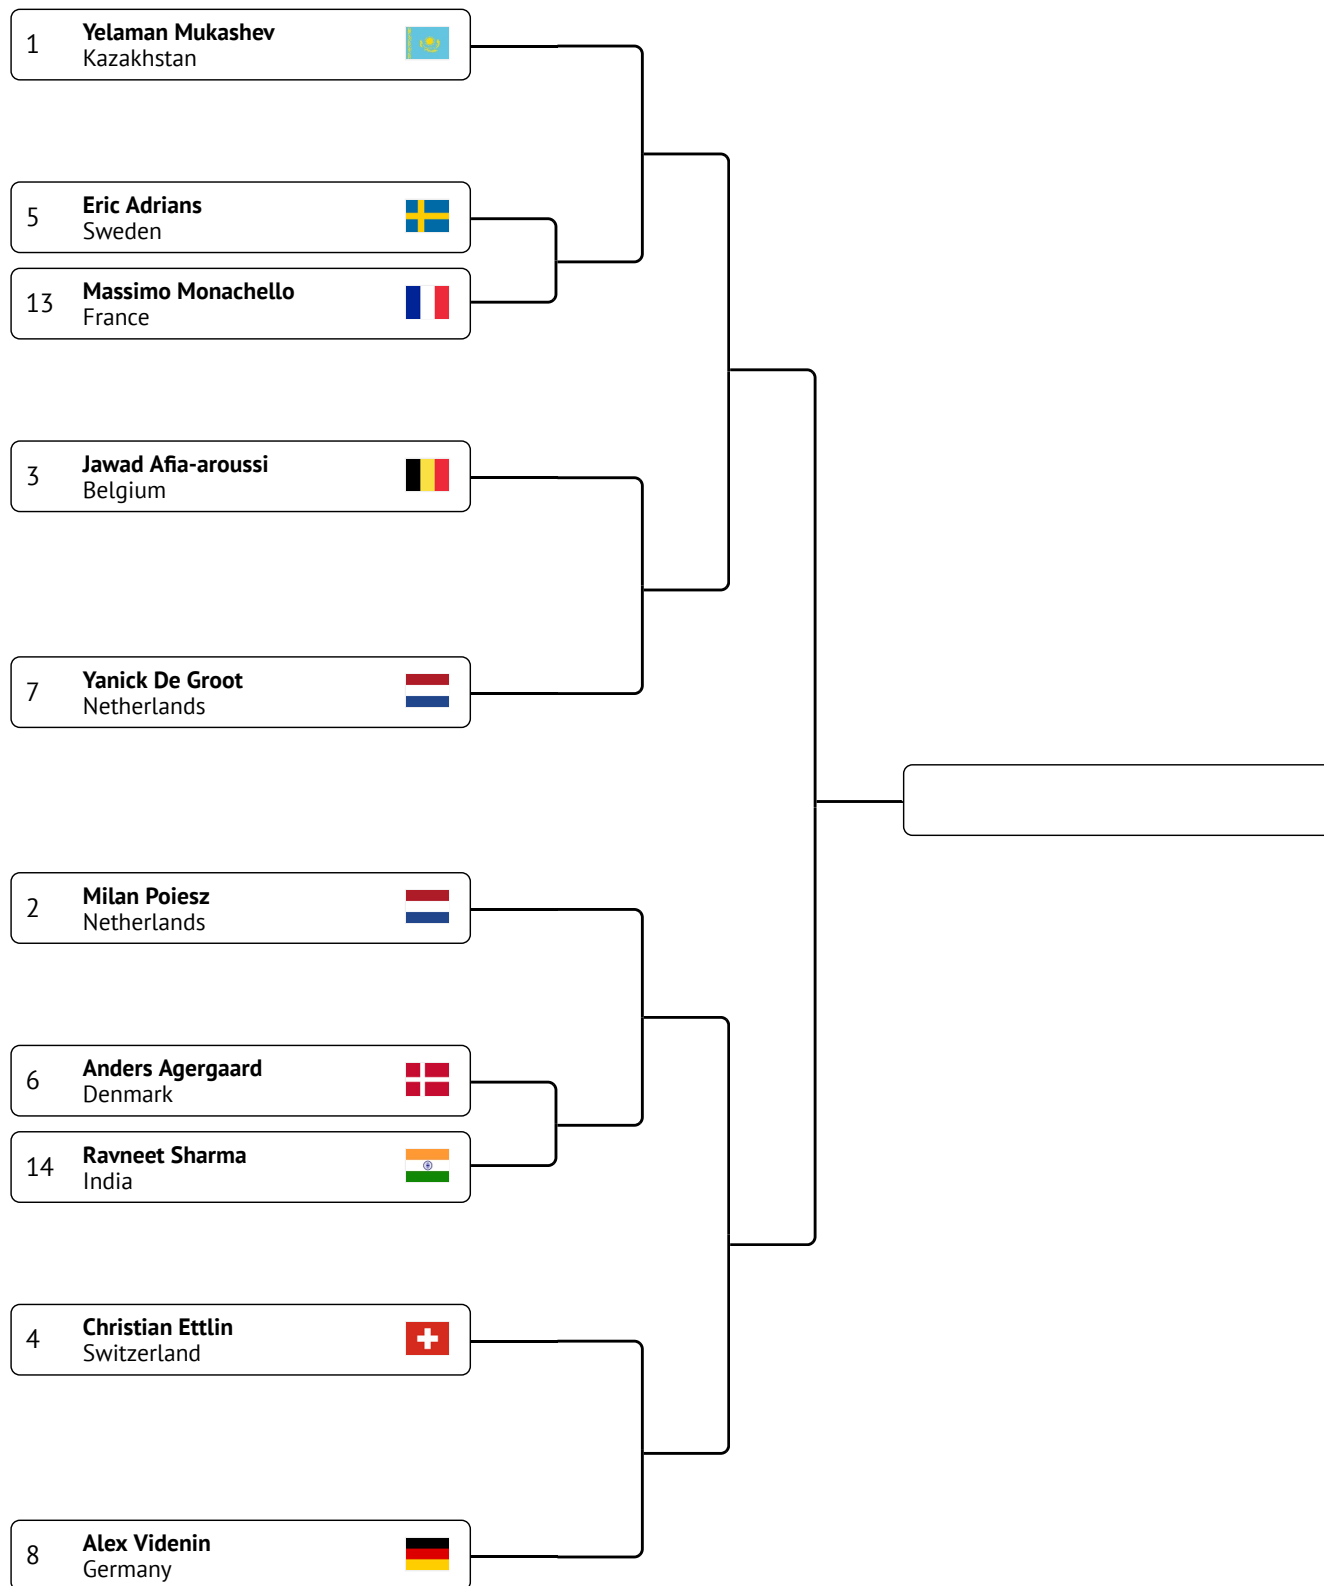 1
Yelaman Mukashev
Kazakhstan
5
Eric Adrians
Sweden
13
Massimo Monachello
France
3
Jawad Afia-aroussi
Belgium
7
Yanick De Groot
Netherlands
2
Milan Poiesz
Netherlands
6
Anders Agergaard
Denmark
14
Ravneet Sharma
India
4
Christian Ettlin
Switzerland
8
Alex Videnin
Germany